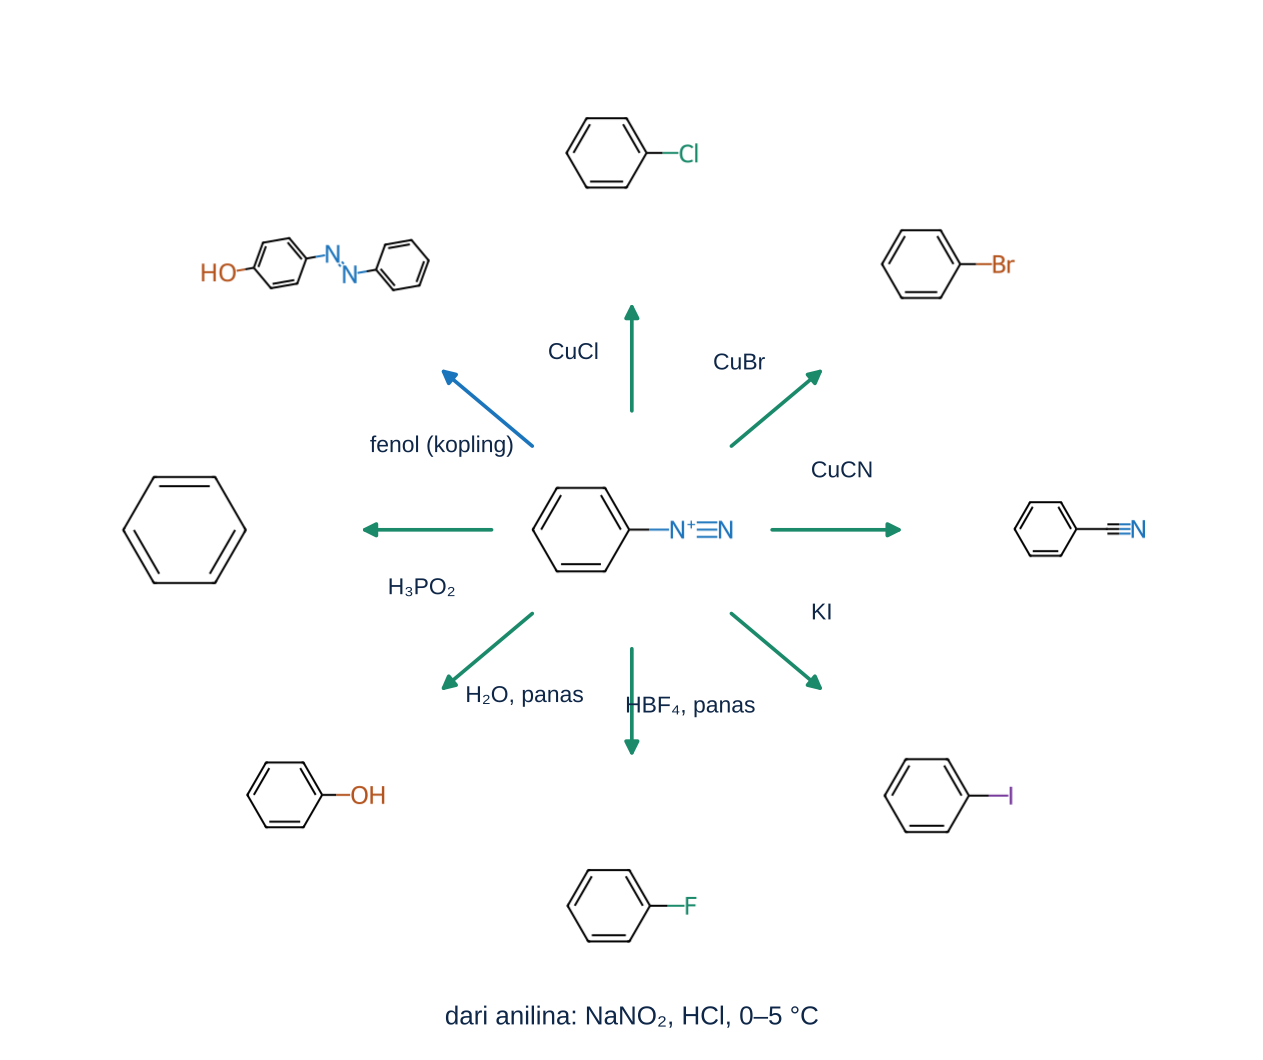 Cl
HO
N
N
Br
CuCl
CuBr
fenol (kopling)
CuCN
N⁺
N
N
H₃PO₂
KI
H₂O, panas
HBF₄, panas
OH
I
F
dari anilina: NaNO₂, HCl, 0–5 °C